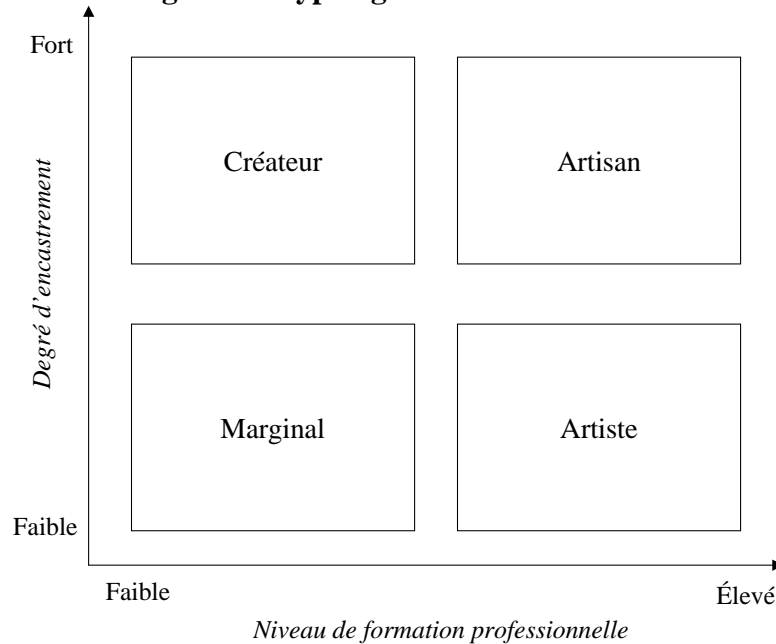 Fort
Créateur
Artisan
Degré d'encastrement
Marginal
Artiste
Faible
Faible
Élevé
Niveau de formation professionnelle